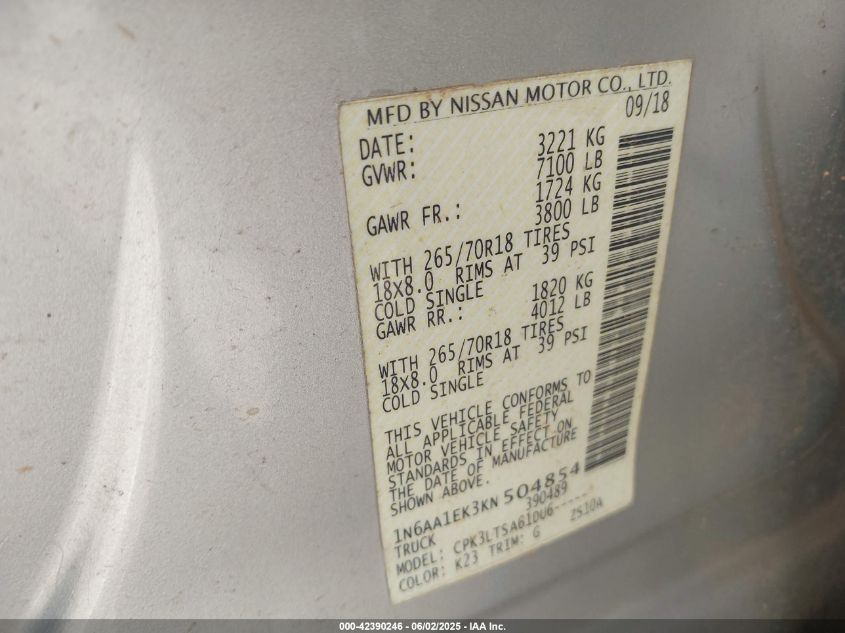 MFD BY NISSAN MOTOR CO., LTD.
DATE: 09/18
GVWR: 3221 KG
7100 LB
GAWR FR.: 1724 KG
3800 LB
WITH 265/70R18 TIRES
18X8.0 RIMS AT 39 PSI
COLD SINGLE
GAWR RR.: 1820 KG
4012 LB
WITH 265/70R18 TIRES
18X8.0 RIMS AT 39 PSI
COLD SINGLE
THIS VEHICLE CONFORMS TO
ALL APPLICABLE FEDERAL
MOTOR VEHICLE SAFETY
STANDARDS IN EFFECT ON
THE DATE OF MANUFACTURE
SHOWN ABOVE.
1N6AA1EK3KN504854
TRUCK 390489
MODEL: CPK3LTSA61DU6-----
COLOR: K23 TRIM: G 2S10A
000-42390246 - 06/02/2025 - IAA Inc.